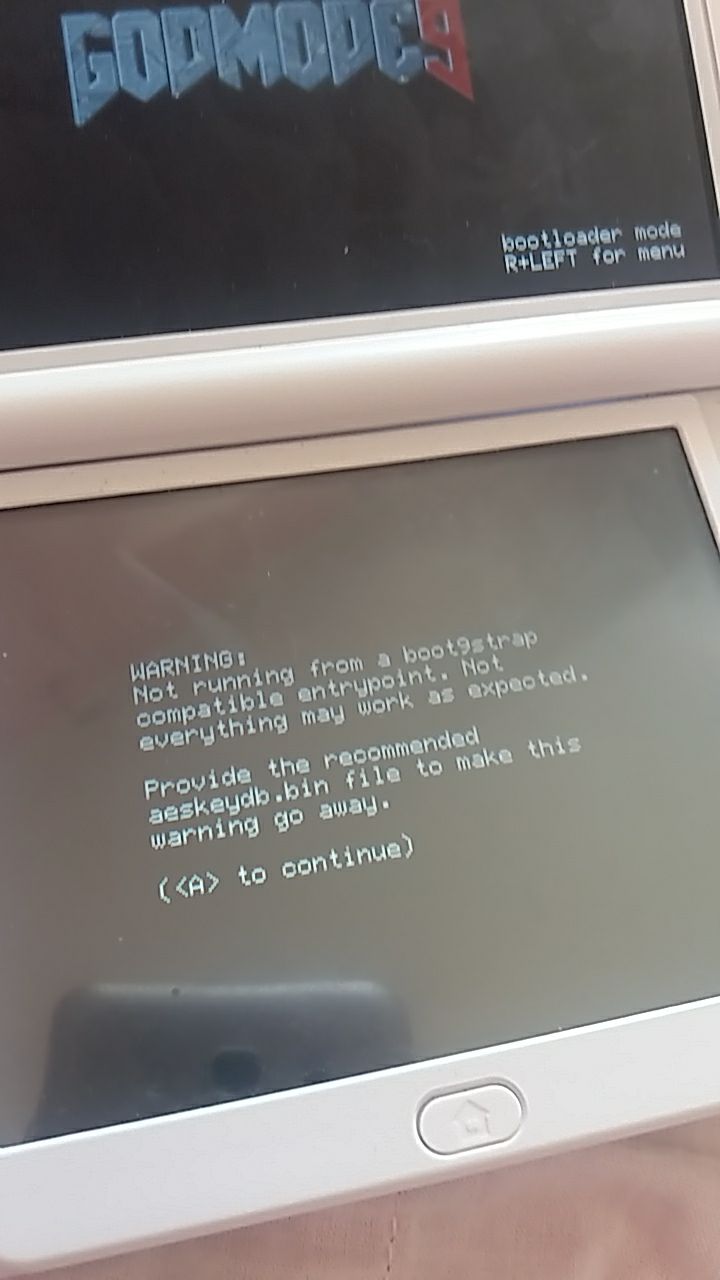 GODMODE9
bootloader mode
R+LEFT for menu
WARNING:
Not running from a boot9strap
compatible entrypoint. Not
everything may work as expected.
Provide the recommended
aeskeydb.bin file to make this
warning go away.
(<A> to continue)